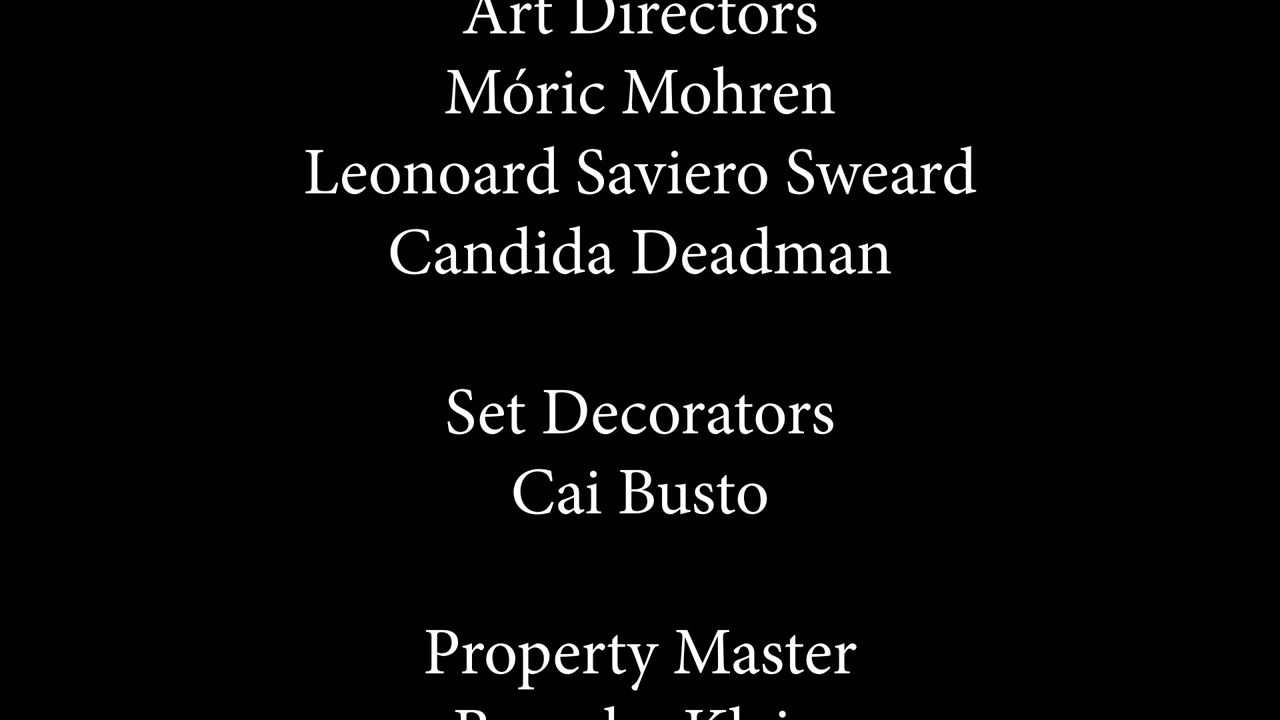 Art Directors
Móric Mohren
Leonoard Saviero Sweard
Candida Deadman
Set Decorators
Cai Busto
Property Master